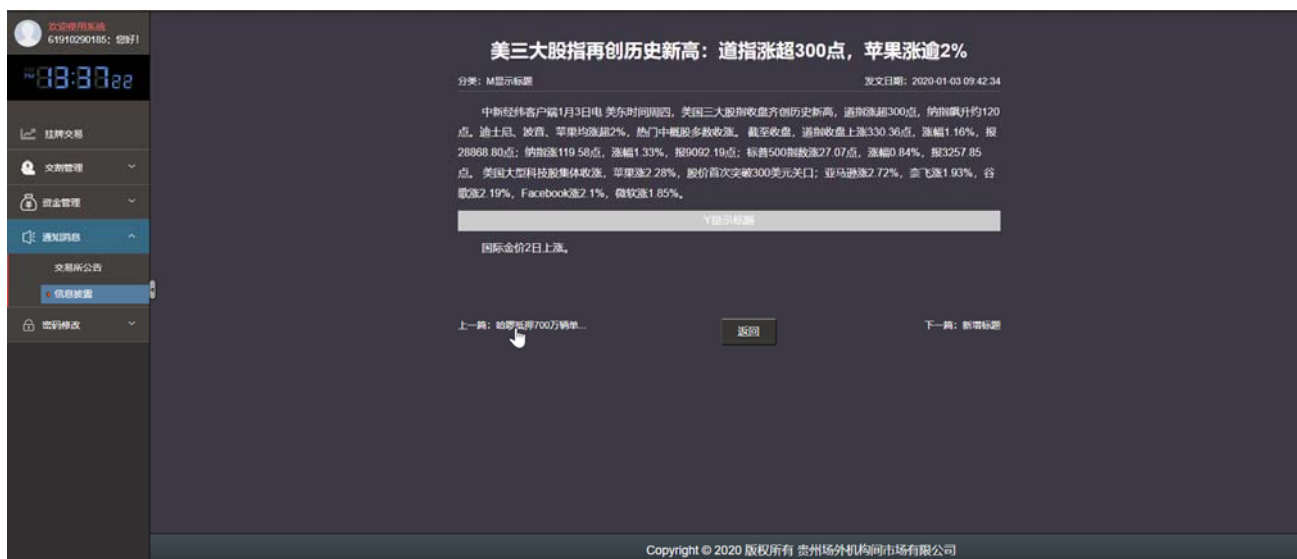 欢迎使用系统
61910290185; 您好!
PM 13:37 22
挂牌交易
交割管理
资金管理
通知消息
交易所公告
信息披露
密码修改
美三大股指再创历史新高：道指涨超300点，苹果涨逾2%
分类：M显示标题
发文日期：2020-01-03 09:42:34
中新经纬客户端1月3日电 美东时间周四，美国三大股指收盘齐创历史新高，道指涨超300点，纳指飙升约120
点。迪士尼、波音、苹果均涨超2%，热门中概股多数收涨。 截至收盘，道指收盘上涨330.36点，涨幅1.16%，报
28868.80点；纳指涨119.58点，涨幅1.33%，报9092.19点；标普500指数涨27.07点，涨幅0.84%，报3257.85
点。 美国大型科技股集体收涨，苹果涨2.28%，股价首次突破300美元关口；亚马逊涨2.72%，奈飞涨1.93%，谷
歌涨2.19%，Facebook涨2.1%，微软涨1.85%。
Y显示标题
国际金价2日上涨。
上一篇：哈啰抵押700万辆单...
返回
下一篇：新增标题
Copyright © 2020 版权所有 贵州场外机构间市场有限公司